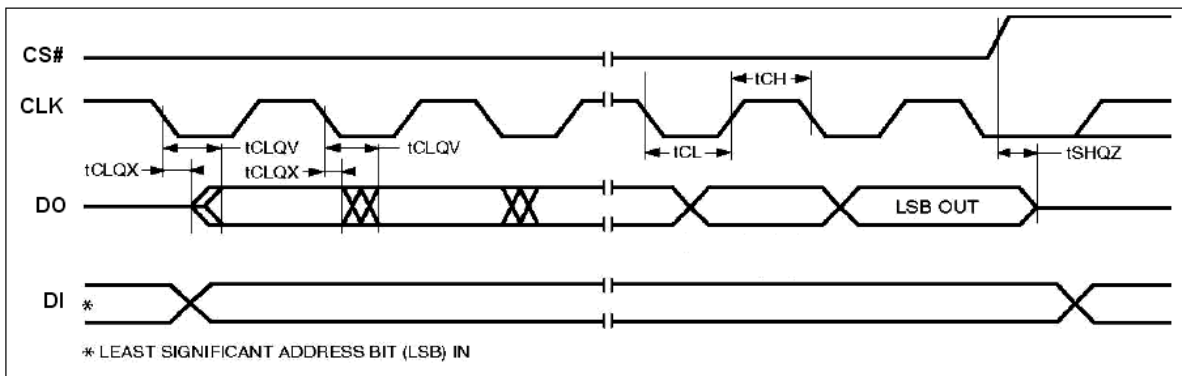 CS#
tCH
CLK
tCLQV
tCLQV
tCL
tSHQZ
tCLQX
tCLQX
DO
LSB OUT
DI
*
* LEAST SIGNIFICANT ADDRESS BIT (LSB) IN